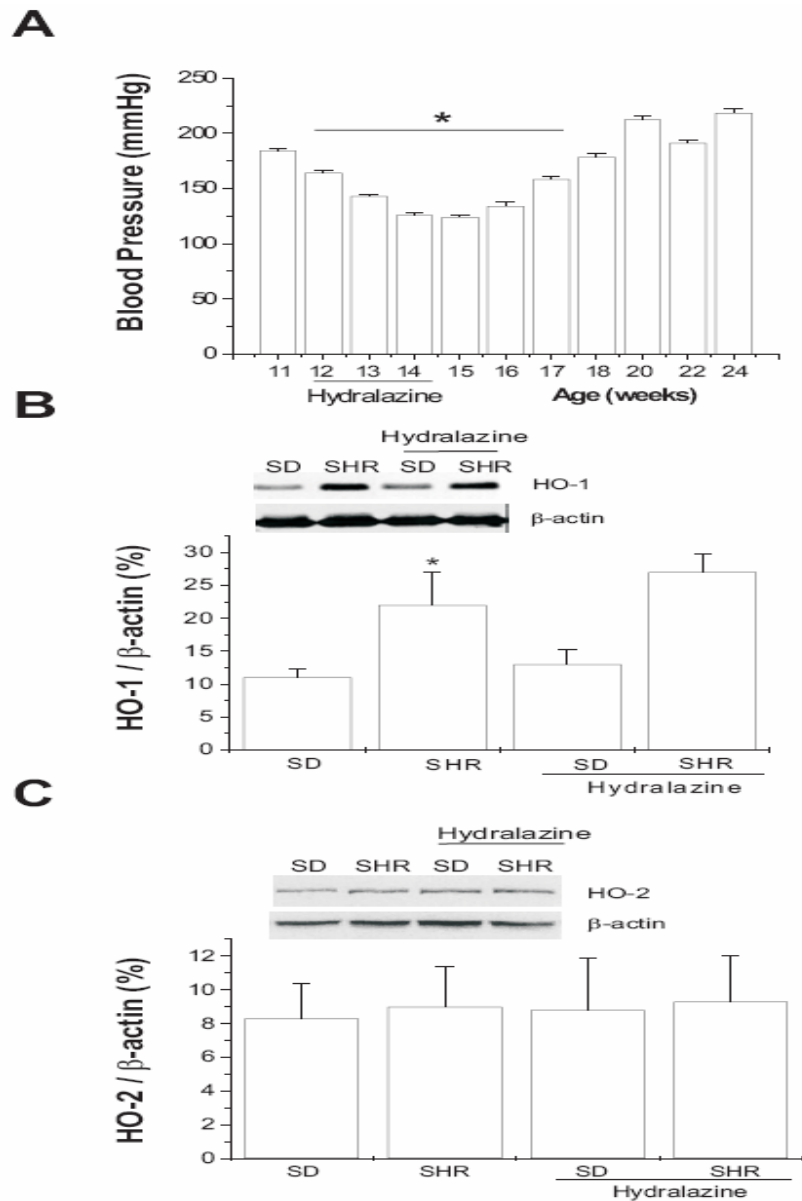 A
Blood Pressure (mmHg)
250
200
150
100
50
0
*
11 12 13 14 15 16 17 18 20 22 24
Hydralazine Age (weeks)
B
Hydralazine
SD SHR SD SHR
HO-1
β-actin
HO-1 / β-actin (%)
30
25
15
10
5
0
*
SD SHR SD SHR
Hydralazine
C
Hydralazine
SD SHR SD SHR
HO-2
β-actin
HO-2 / β-actin (%)
12
10
8
6
4
2
0
SD SHR SD SHR
Hydralazine